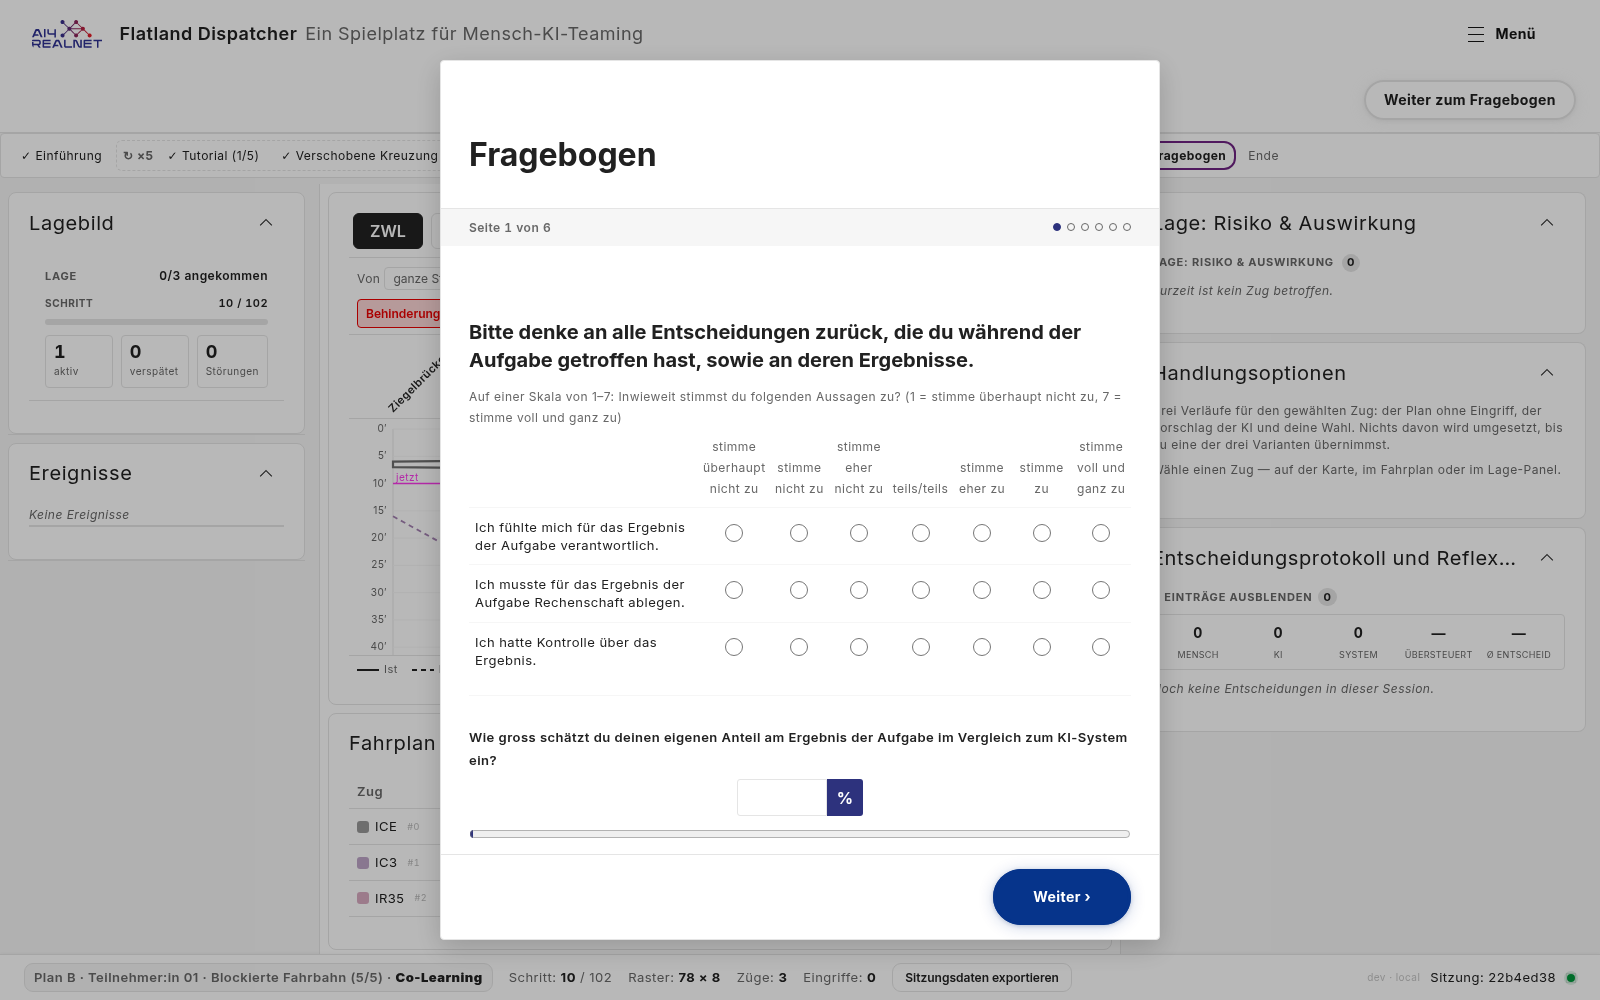 AI4
REALNET
Flatland Dispatcher Ein Spielplatz für Mensch-KI-Teaming
Menü
Weiter zum Fragebogen
✓ Einführung
↻ ×5
✓ Tutorial (1/5)
✓ Verschobene Kreuzung
ragebogen
Ende
Lagebild
LAGE 0/3 angekommen
SCHRITT 10 / 102
1 0 0
aktiv verspätet Störungen
Ereignisse
Keine Ereignisse
ZWL
Von ganze S
Behinderung
Ziegelbrücke
0'
5'
jetzt
10'
15'
20'
25'
30'
35'
40'
Ist
Fahrplan
Zug
ICE #0
IC3 #1
IR35 #2
Fragebogen
Seite 1 von 6
Bitte denke an alle Entscheidungen zurück, die du während der
Aufgabe getroffen hast, sowie an deren Ergebnisse.
Auf einer Skala von 1–7: Inwieweit stimmst du folgenden Aussagen zu? (1 = stimme überhaupt nicht zu, 7 =
stimme voll und ganz zu)
stimme überhaupt nicht zu
stimme nicht zu
stimme eher nicht zu
teils/teils
stimme eher zu
stimme zu
stimme voll und ganz zu
Ich fühlte mich für das Ergebnis
der Aufgabe verantwortlich.
Ich musste für das Ergebnis der
Aufgabe Rechenschaft ablegen.
Ich hatte Kontrolle über das
Ergebnis.
Wie gross schätzt du deinen eigenen Anteil am Ergebnis der Aufgabe im Vergleich zum KI-System
ein?
%
Weiter ›
age: Risiko & Auswirkung
AGE: RISIKO & AUSWIRKUNG 0
urzeit ist kein Zug betroffen.
Handlungsoptionen
rei Verläufe für den gewählten Zug: der Plan ohne Eingriff, der
orschlag der KI und deine Wahl. Nichts davon wird umgesetzt, bis
u eine der drei Varianten übernimmst.
Wähle einen Zug — auf der Karte, im Fahrplan oder im Lage-Panel.
Entscheidungsprotokoll und Reflex...
EINTRÄGE AUSBLENDEN 0
0 0 0 — —
MENSCH KI SYSTEM ÜBERSTEUERT Ø ENTSCHEID
och keine Entscheidungen in dieser Session.
Plan B · Teilnehmer:in 01 · Blockierte Fahrbahn (5/5) · Co-Learning
Schritt: 10 / 102
Raster: 78 × 8
Züge: 3
Eingriffe: 0
Sitzungsdaten exportieren
dev · local
Sitzung: 22b4ed38